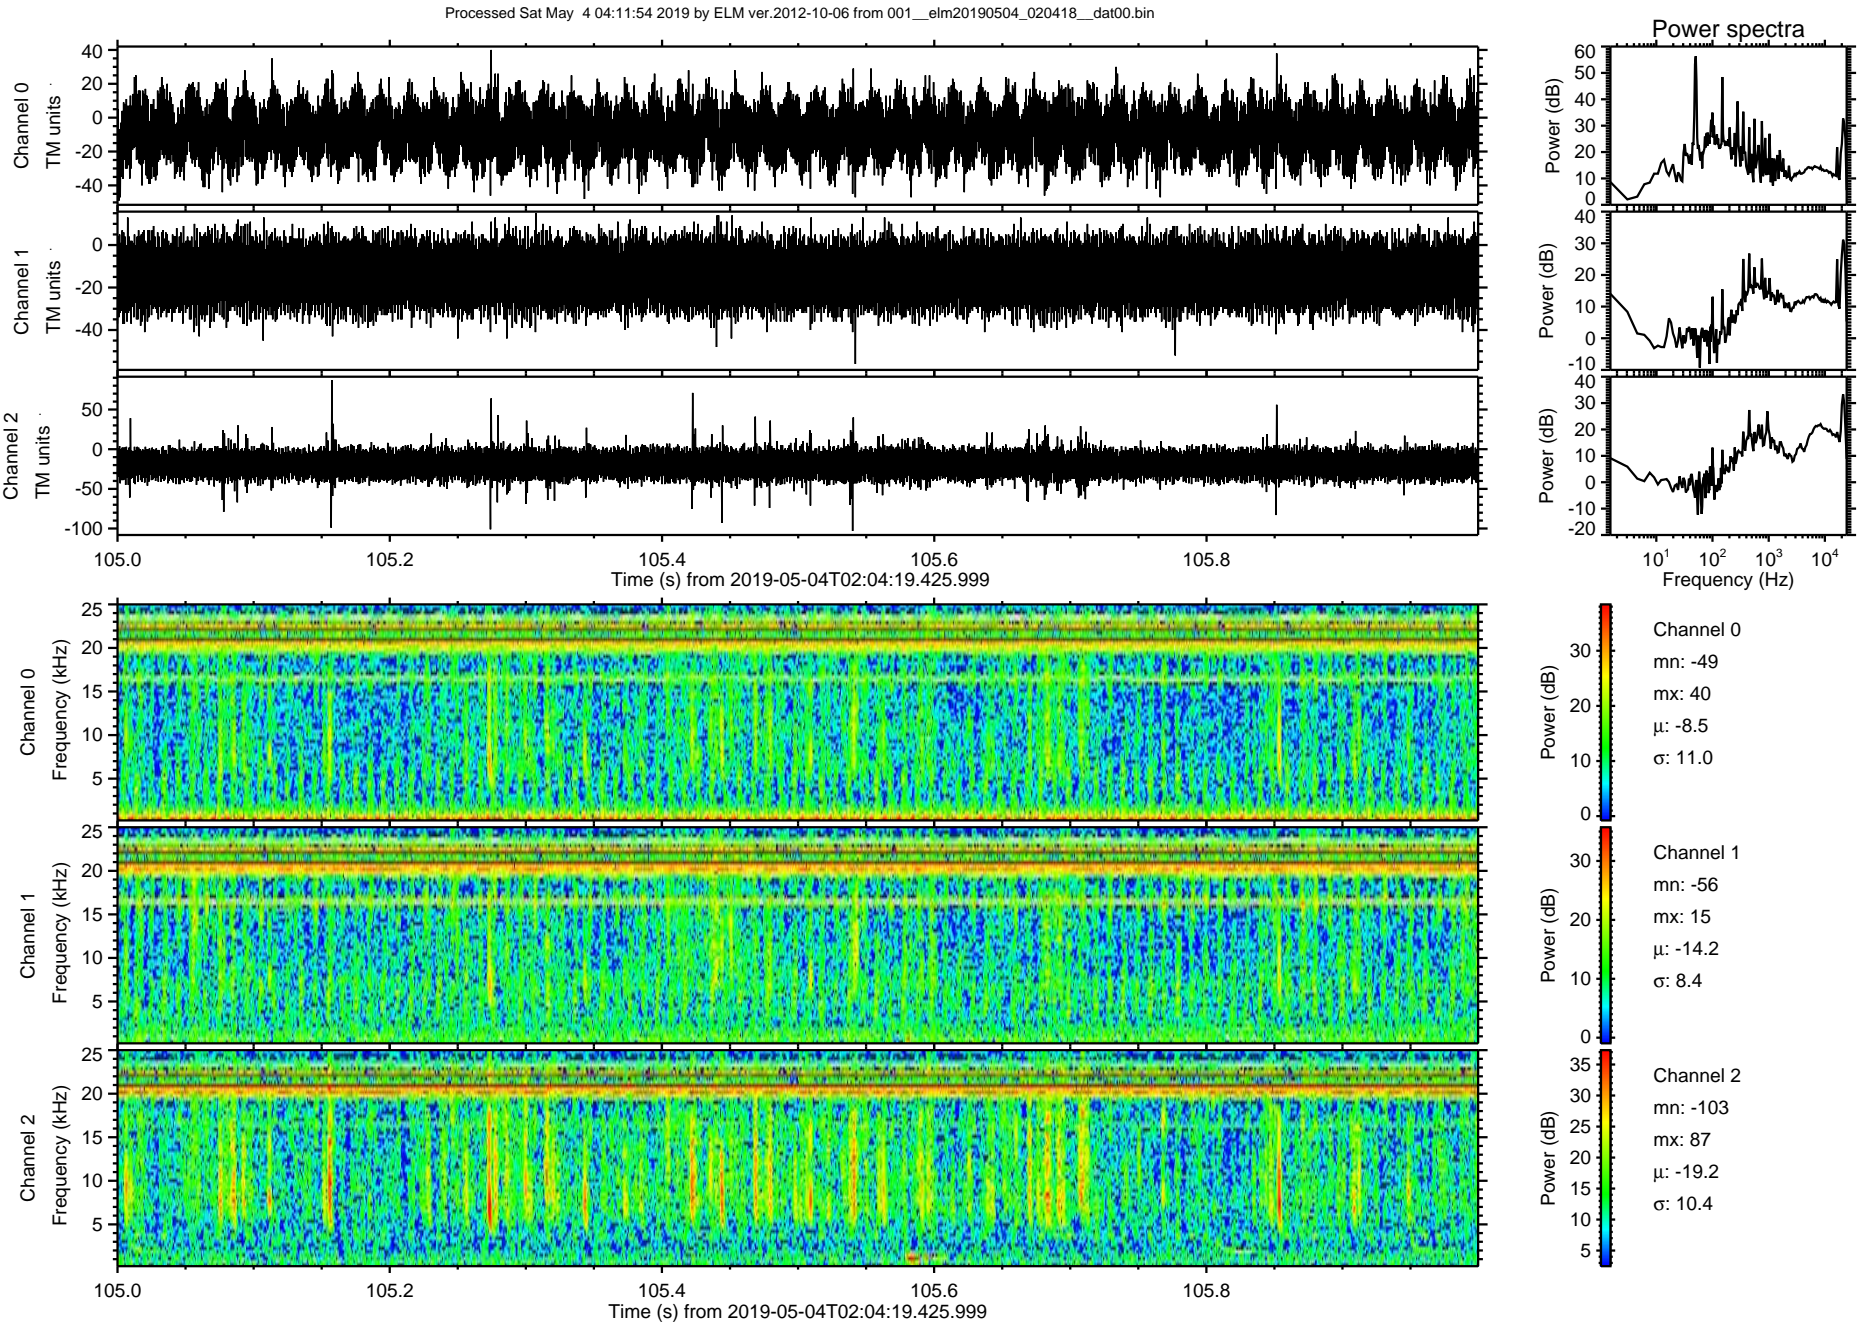 Processed Sat May  4 04:11:54 2019 by ELM ver.2012-10-06 from 001__elm20190504_020418__dat00.bin
Power spectra
Channel 0
TM units
40
20
0
-20
-40
Power (dB)
60
50
40
30
20
10
0
Channel 1
TM units
0
-20
-40
Power (dB)
40
30
20
10
0
-10
Channel 2
TM units
50
0
-50
-100
Power (dB)
40
30
20
10
0
-10
-20
105.0 105.2 105.4 105.6 105.8
Time (s) from 2019-05-04T02:04:19.425.999
10¹ 10² 10³ 10⁴
Frequency (Hz)
Channel 0
Frequency (kHz)
25
20
15
10
5
Power (dB)
30
20
10
0
Channel 0
mn: -49
mx: 40
μ: -8.5
σ: 11.0
Channel 1
Frequency (kHz)
25
20
15
10
5
Power (dB)
30
20
10
0
Channel 1
mn: -56
mx: 15
μ: -14.2
σ: 8.4
Channel 2
Frequency (kHz)
25
20
15
10
5
Power (dB)
35
30
25
20
15
10
5
Channel 2
mn: -103
mx: 87
μ: -19.2
σ: 10.4
105.0 105.2 105.4 105.6 105.8
Time (s) from 2019-05-04T02:04:19.425.999